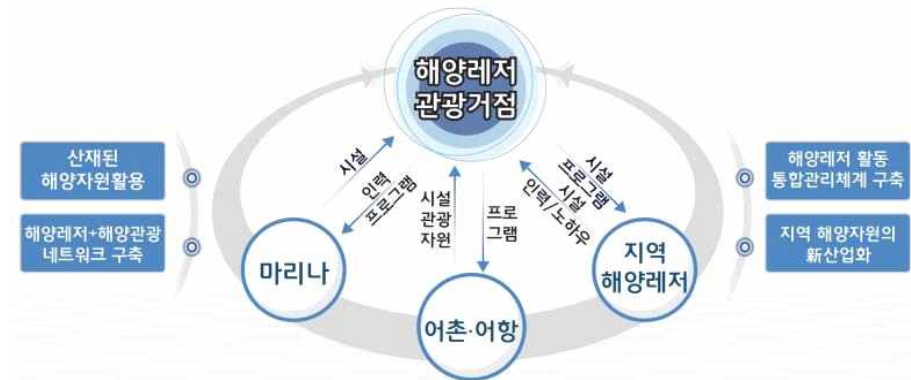 해양레저
관광거점
산재된
해양자원활용
해양레저+해양관광
네트워크 구축
시설
인력
프로그램
시설
관광
자원
프로
그램
시설
프로그램
시설
인력/노하우
해양레저 활동
통합관리체계 구축
지역 해양자원의
新산업화
마리나
어촌·어항
지역
해양레저